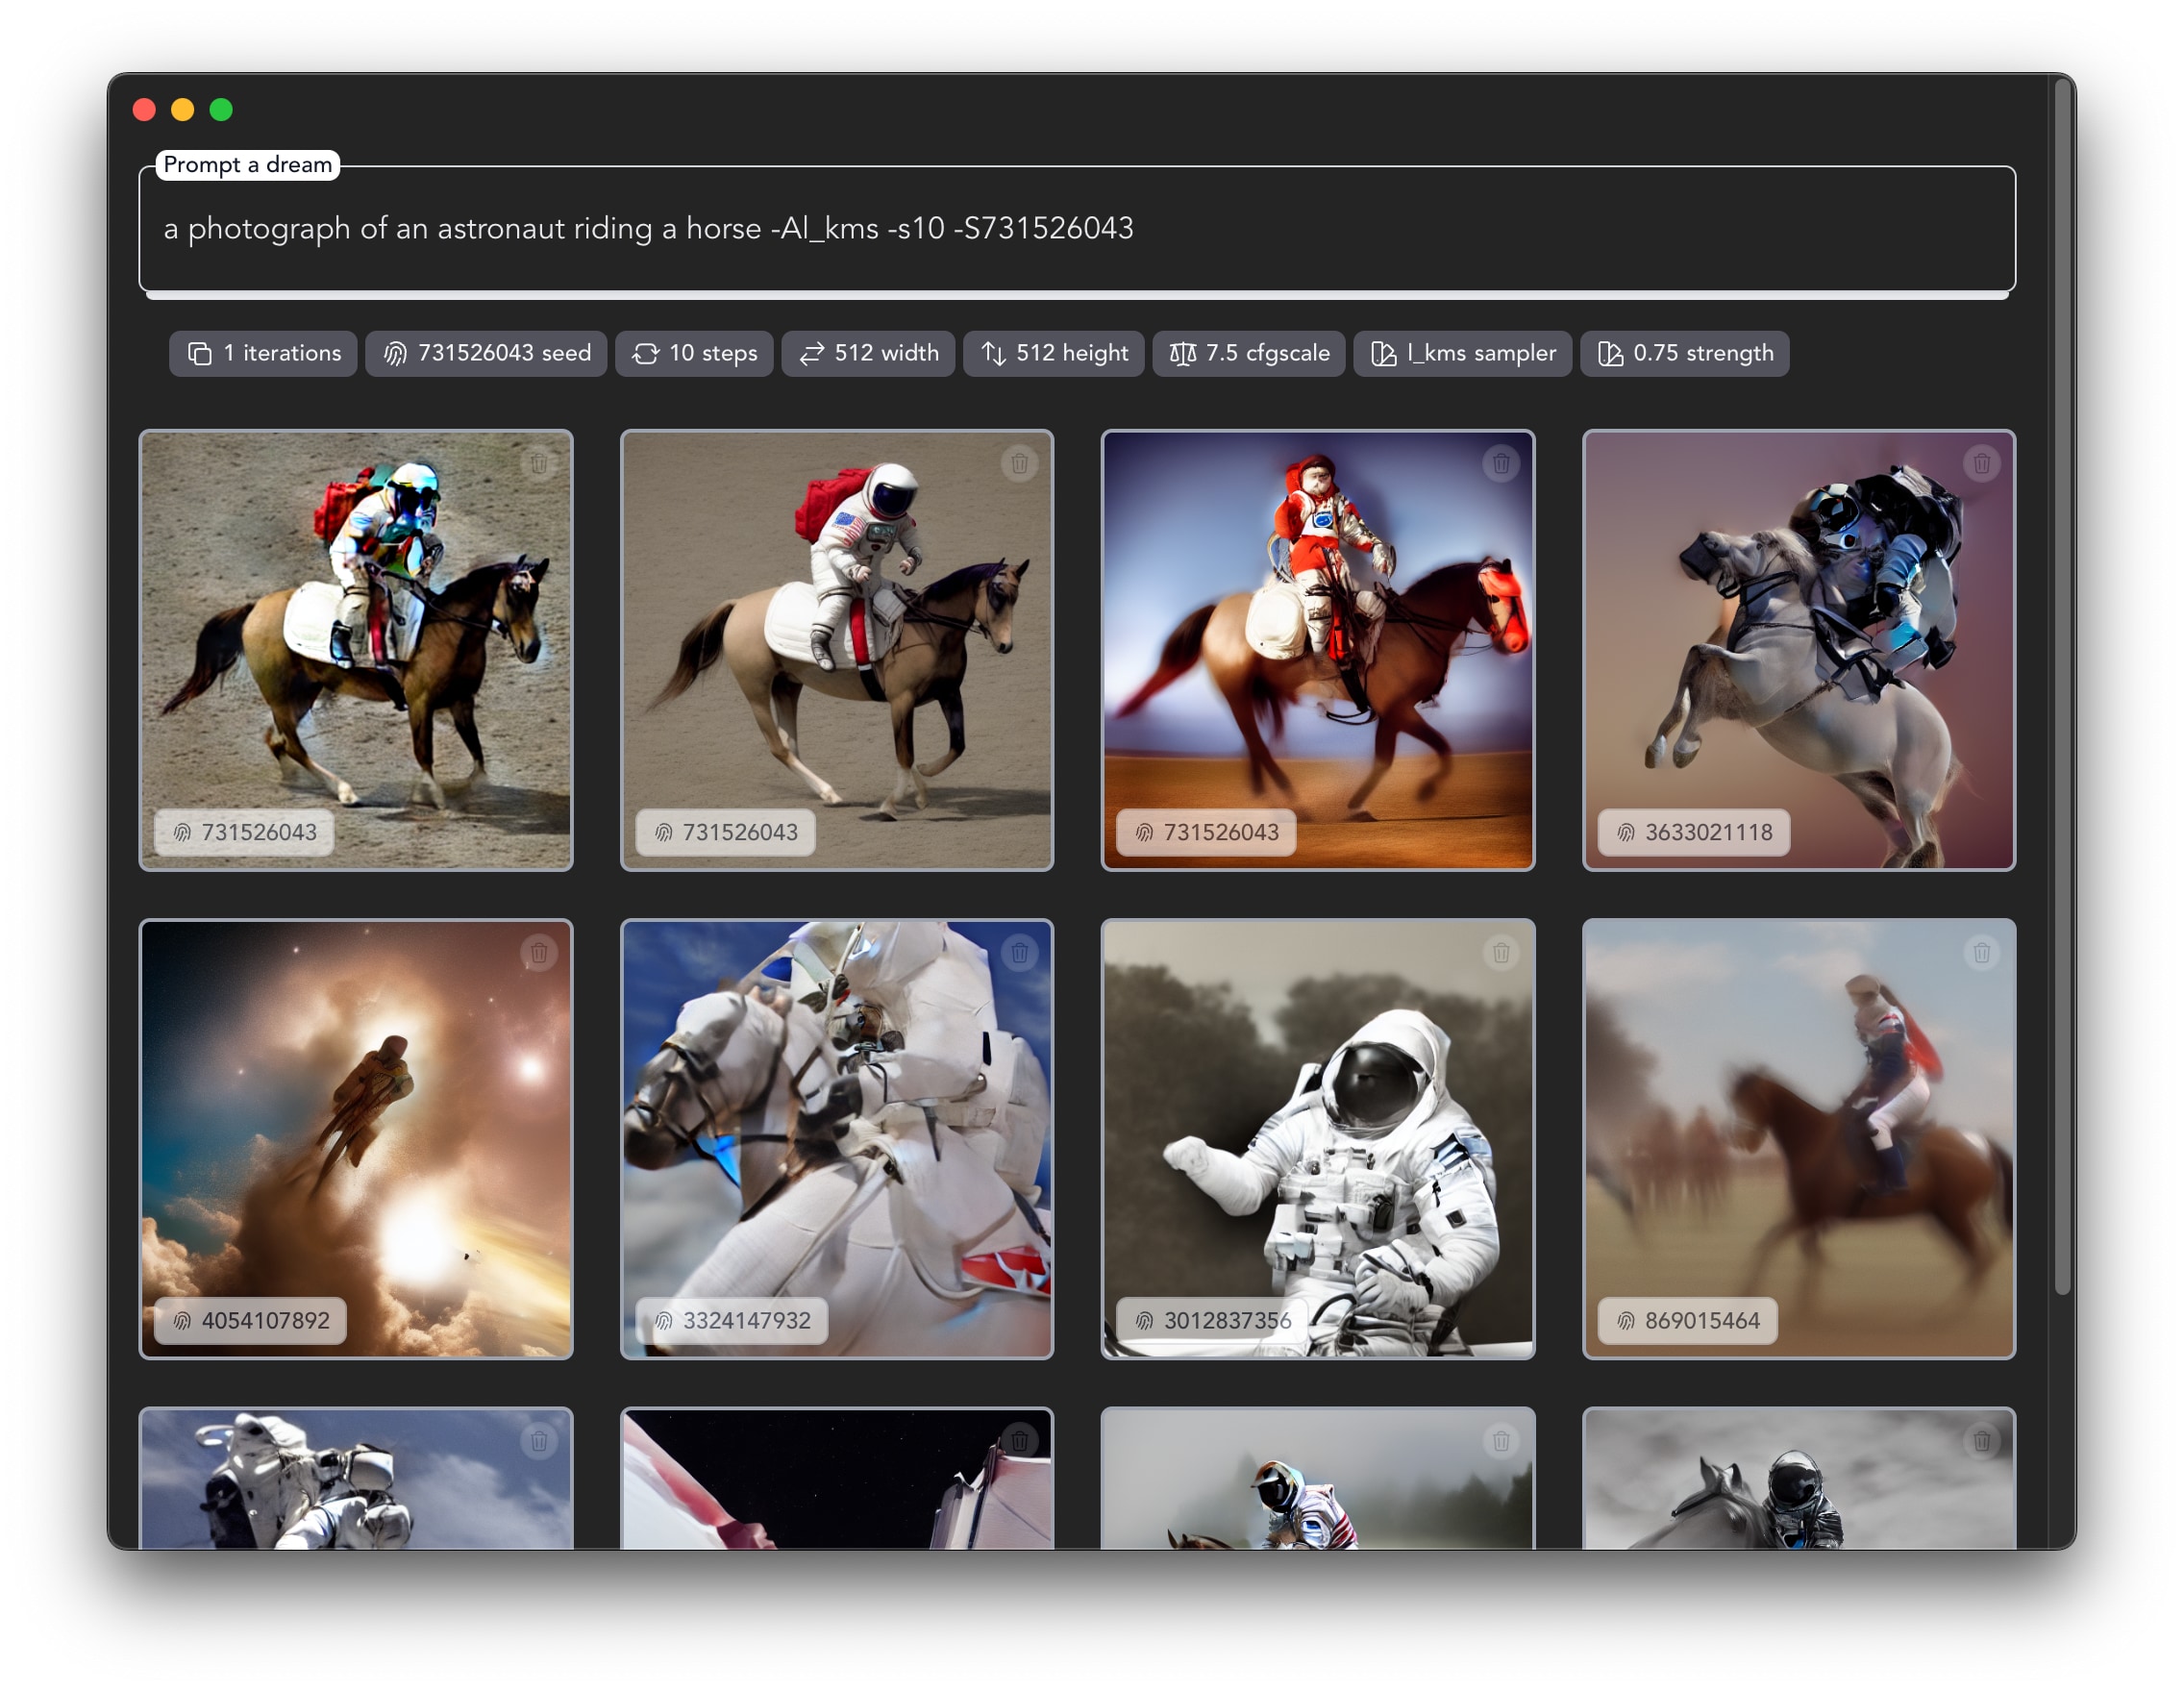 Prompt a dream
a photograph of an astronaut riding a horse -Al_kms -s10 -S731526043
1 iterations 731526043 seed 10 steps 512 width 512 height 7.5 cfgscale l_kms sampler 0.75 strength
731526043 731526043 731526043 3633021118
4054107892 3324147932 3012837356 869015464